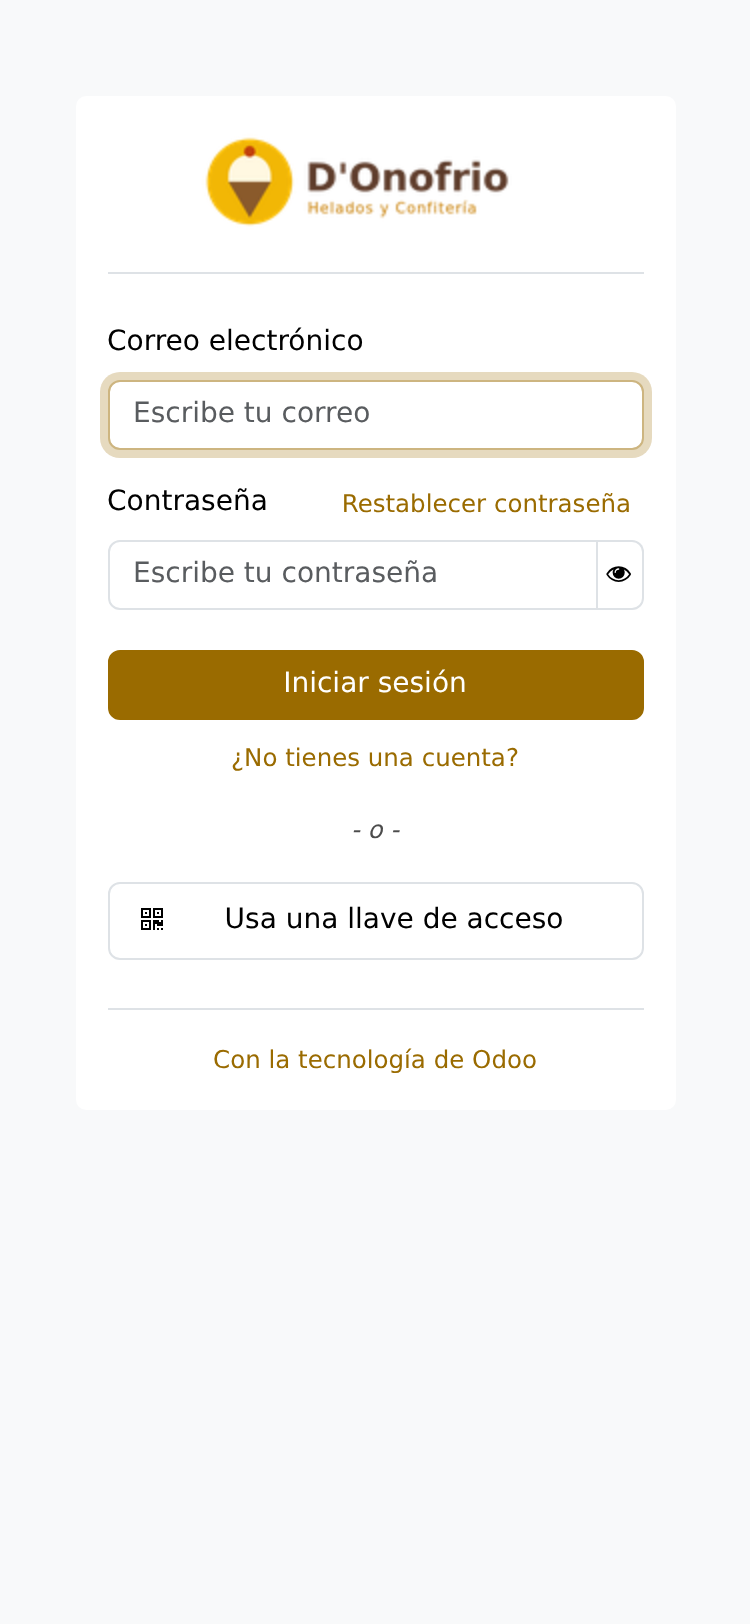 D'Onofrio
Helados y Confitería
Correo electrónico
Escribe tu correo
Contraseña
Restablecer contraseña
Escribe tu contraseña
Iniciar sesión
¿No tienes una cuenta?
- o -
Usa una llave de acceso
Con la tecnología de Odoo